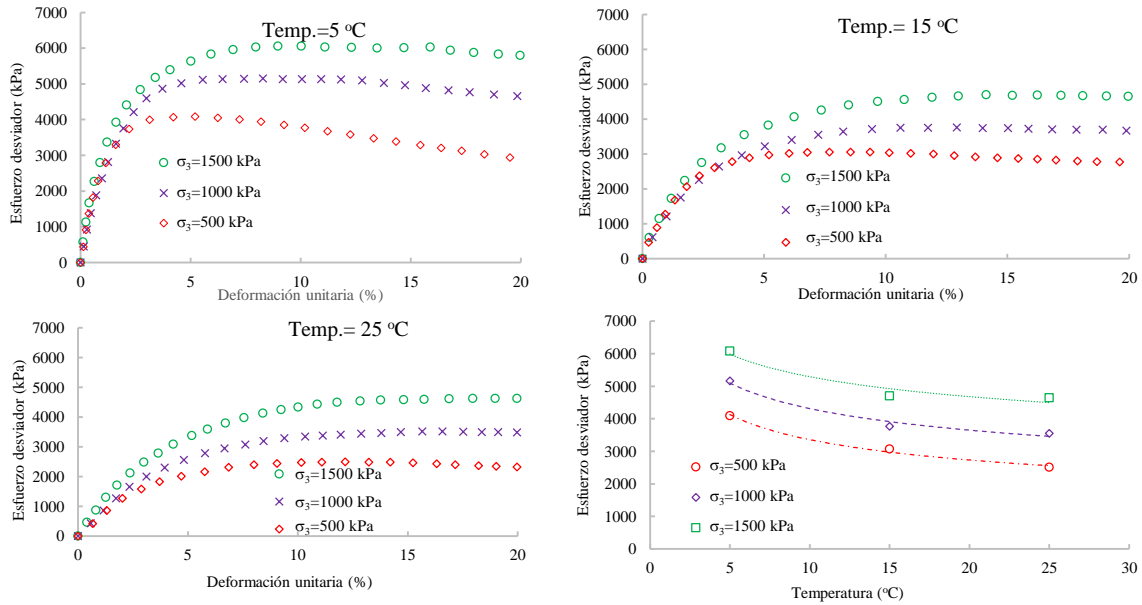 Temp.=5 °C
Esfuerzo desviador (kPa)
7000
6000
5000
4000
3000
2000
1000
0
σ3=1500 kPa
σ3=1000 kPa
σ3=500 kPa
0 5 10 15 20
Deformación unitaria (%)
Temp.= 15 °C
Esfuerzo desviador (kPa)
7000
6000
5000
4000
3000
2000
1000
0
σ3=1500 kPa
σ3=1000 kPa
σ3=500 kPa
0 5 10 15 20
Deformación unitaria (%)
Temp.= 25 °C
Esfuerzo desviador (kPa)
7000
6000
5000
4000
3000
2000
1000
0
σ3=1500 kPa
σ3=1000 kPa
σ3=500 kPa
0 5 10 15 20
Deformación unitaria (%)
Esfuerzo desviador (kPa)
7000
6000
5000
4000
3000
2000
1000
0
σ3=500 kPa
σ3=1000 kPa
σ3=1500 kPa
0 5 10 15 20 25 30
Temperatura (°C)